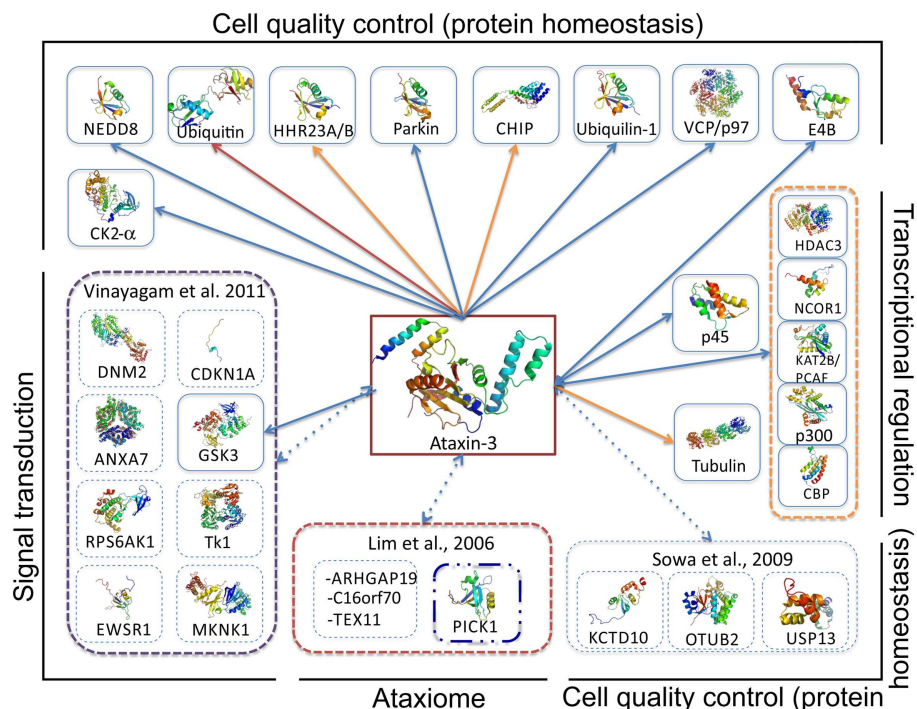 Cell quality control (protein homeostasis)
NEDD8
Ubiquitin
HHR23A/B
Parkin
CHIP
Ubiquilin-1
VCP/p97
E4B
CK2-α
Transcriptional regulation
HDAC3
NCOR1
KAT2B/
PCAF
p300
CBP
p45
Tubulin
Ataxin-3
Signal transduction
Vinayagam et al. 2011
DNM2
CDKN1A
ANXA7
GSK3
RPS6AK1
Tk1
EWSR1
MKNK1
Lim et al., 2006
-ARHGAP19
-C16orf70
-TEX11
PICK1
Ataxiome
Sowa et al., 2009
KCTD10
OTUB2
USP13
Cell quality control (protein
homeostasis)